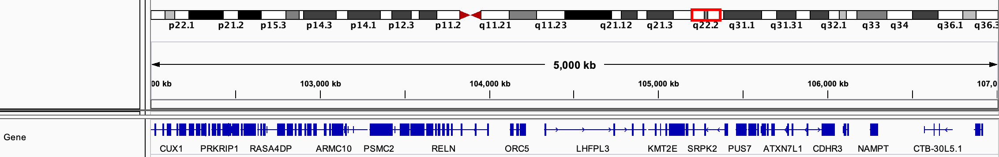 p22.1 p21.2 p15.3 p14.3 p14.1 p12.3 p11.2 q11.21 q11.23 q21.12 q21.3 q22.2 q31.1 q31.31 q32.1 q33 q34 q36.1 q36.3
5,000 kb
00 kb 103,000 kb 104,000 kb 105,000 kb 106,000 kb 107,0
Gene
CUX1 PRKRIP1 RASA4DP ARMC10 PSMC2 RELN ORC5 LHFPL3 KMT2E SRPK2 PUS7 ATXN7L1 CDHR3 NAMPT CTB-30L5.1